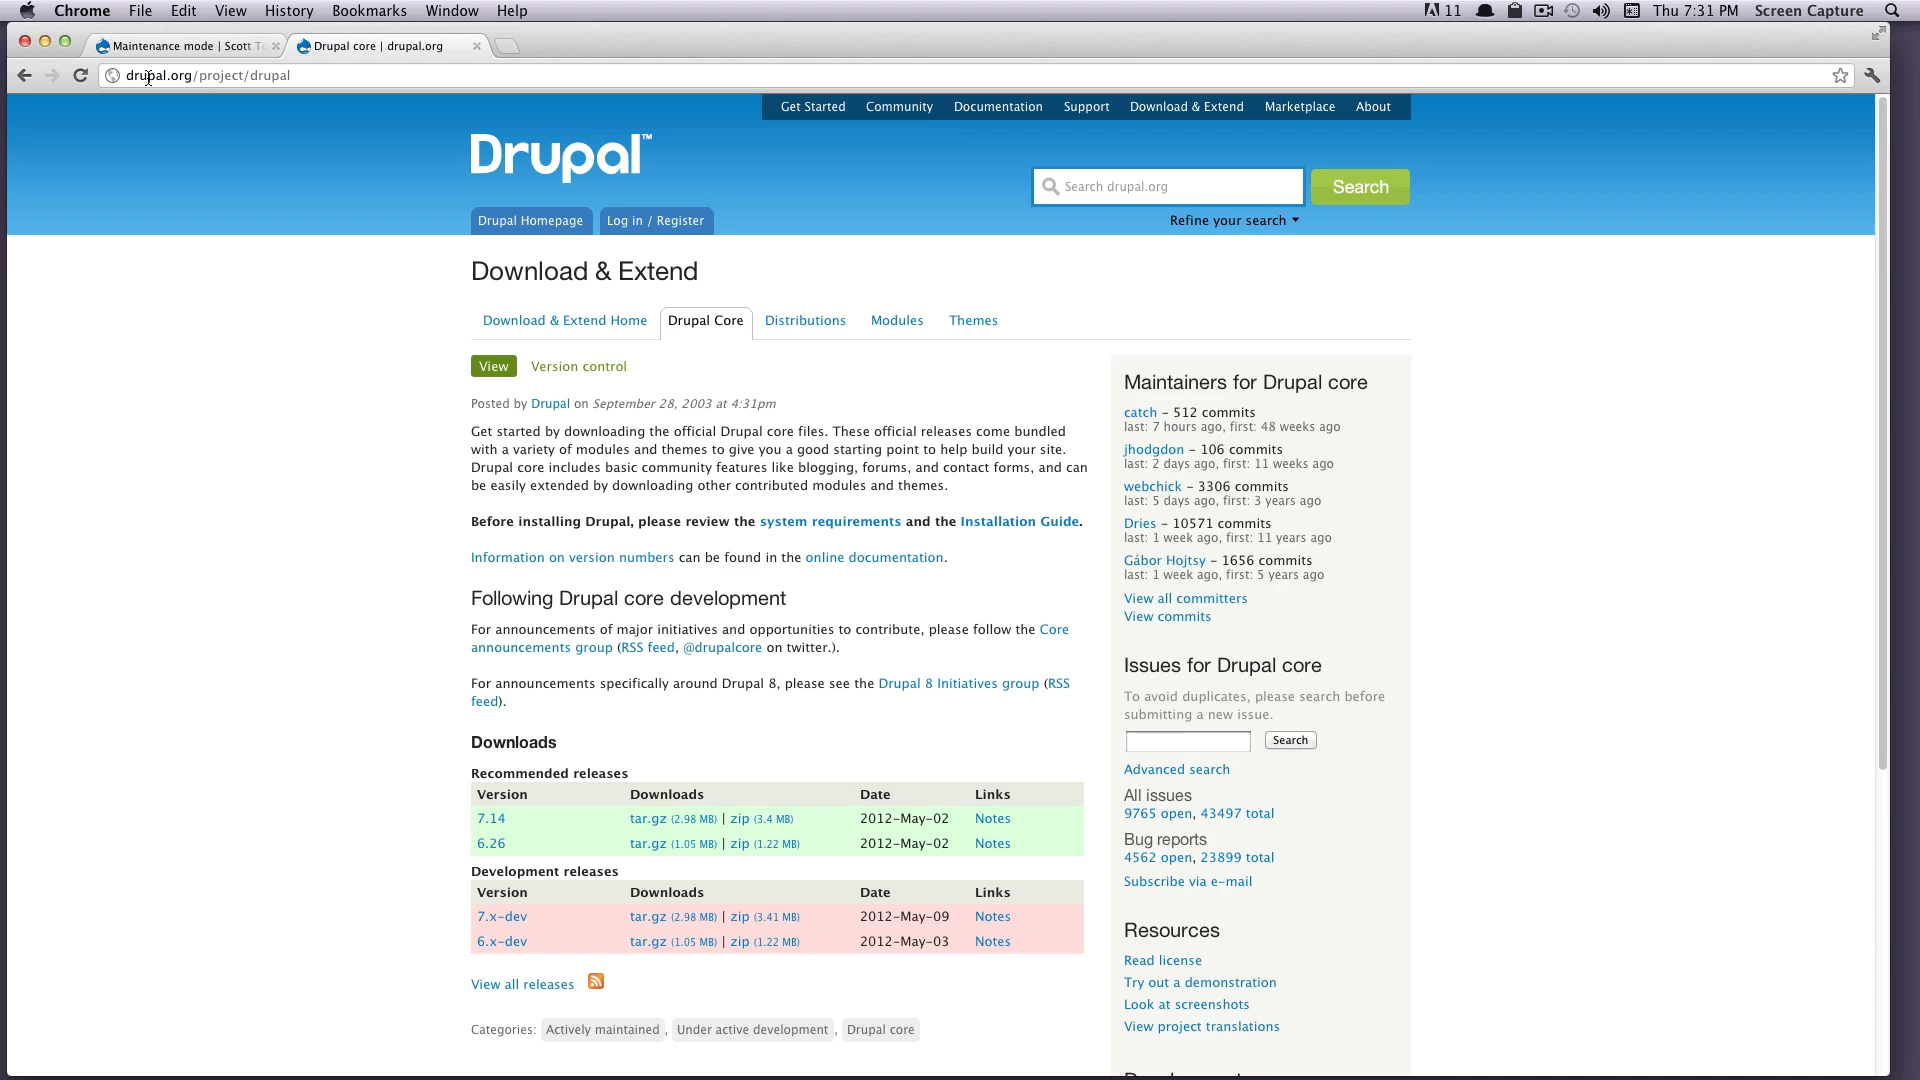 Chrome File Edit View History Bookmarks Window Help 11 Thu 7:31 PM Screen Capture
Maintenance mode | Scott T Drupal core | drupal.org
drupal.org/project/drupal
Get Started Community Documentation Support Download & Extend Marketplace About
Drupal™
Search drupal.org Search
Drupal Homepage Log in / Register Refine your search
Download & Extend
Download & Extend Home Drupal Core Distributions Modules Themes
View Version control
Posted by Drupal on September 28, 2003 at 4:31pm
Get started by downloading the official Drupal core files. These official releases come bundled
with a variety of modules and themes to give you a good starting point to help build your site.
Drupal core includes basic community features like blogging, forums, and contact forms, and can
be easily extended by downloading other contributed modules and themes.
Before installing Drupal, please review the system requirements and the Installation Guide.
Information on version numbers can be found in the online documentation.
Following Drupal core development
For announcements of major initiatives and opportunities to contribute, please follow the Core
announcements group (RSS feed, @drupalcore on twitter.).
For announcements specifically around Drupal 8, please see the Drupal 8 Initiatives group (RSS
feed).
Downloads
Recommended releases
Version Downloads Date Links
7.14 tar.gz (2.98 MB) | zip (3.4 MB) 2012-May-02 Notes
6.26 tar.gz (1.05 MB) | zip (1.22 MB) 2012-May-02 Notes
Development releases
Version Downloads Date Links
7.x-dev tar.gz (2.98 MB) | zip (3.41 MB) 2012-May-09 Notes
6.x-dev tar.gz (1.05 MB) | zip (1.22 MB) 2012-May-03 Notes
View all releases
Categories: Actively maintained , Under active development , Drupal core
Maintainers for Drupal core
catch – 512 commits
last: 7 hours ago, first: 48 weeks ago
jhodgdon – 106 commits
last: 2 days ago, first: 11 weeks ago
webchick – 3306 commits
last: 5 days ago, first: 3 years ago
Dries – 10571 commits
last: 1 week ago, first: 11 years ago
Gábor Hojtsy – 1656 commits
last: 1 week ago, first: 5 years ago
View all committers
View commits
Issues for Drupal core
To avoid duplicates, please search before
submitting a new issue.
Search
Advanced search
All issues
9765 open, 43497 total
Bug reports
4562 open, 23899 total
Subscribe via e-mail
Resources
Read license
Try out a demonstration
Look at screenshots
View project translations